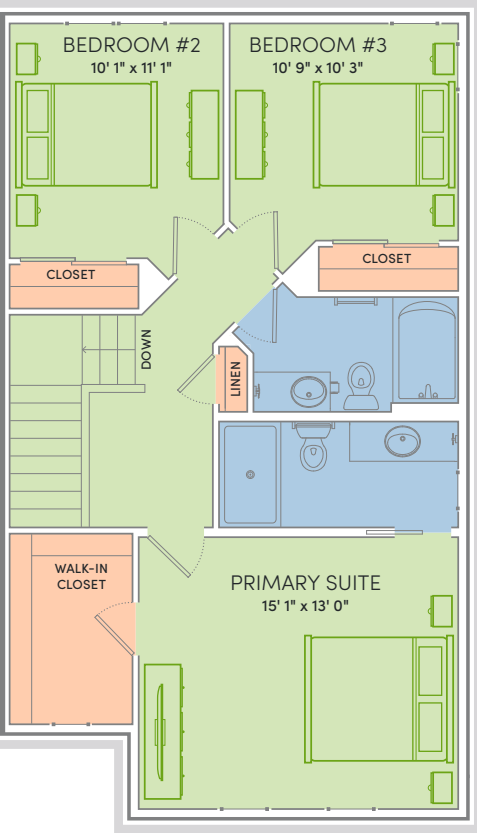 BEDROOM #2
10' 1" x 11' 1"
BEDROOM #3
10' 9" x 10' 3"
CLOSET
CLOSET
DOWN
LINEN
WALK-IN
CLOSET
PRIMARY SUITE
15' 1" x 13' 0"